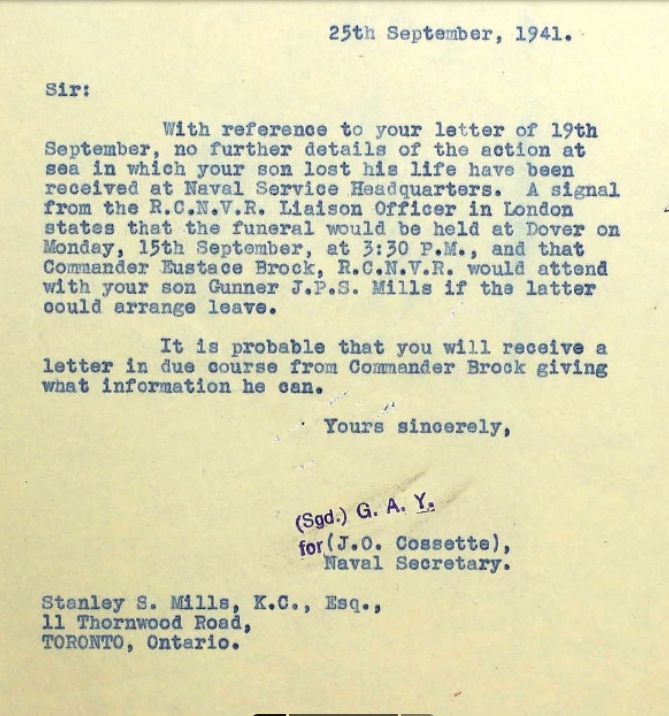 25th September, 1941.
Sir:
With reference to your letter of 19th
September, no further details of the action at
sea in which your son lost his life have been
received at Naval Service Headquarters. A signal
from the R.C.N.V.R. Liaison Officer in London
states that the funeral would be held at Dover on
Monday, 15th September, at 3:30 P.M., and that
Commander Eustace Brock, R.C.N.V.R. would attend
with your son Gunner J.P.S. Mills if the latter
could arrange leave.
It is probable that you will receive a
letter in due course from Commander Brock giving
what information he can.
Yours sincerely,
(Sgd.) G. A. Y.
for (J.O. Cossette),
Naval Secretary.
Stanley S. Mills, K.C., Esq.,
11 Thornwood Road,
TORONTO, Ontario.